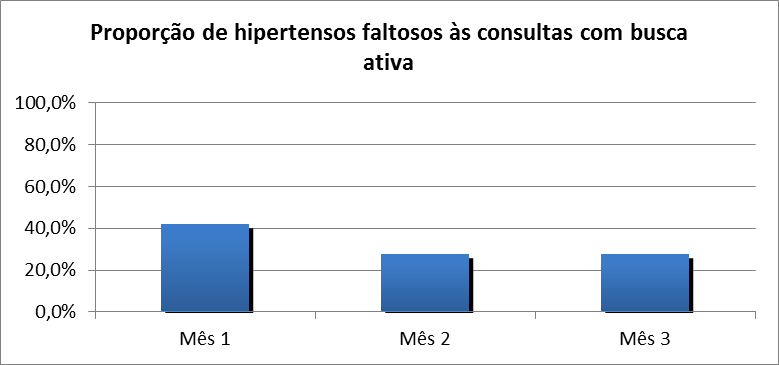 Proporção de hipertensos faltosos às consultas com busca
ativa
100,0%
80,0%
60,0%
40,0%
20,0%
0,0%
Mês 1
Mês 2
Mês 3